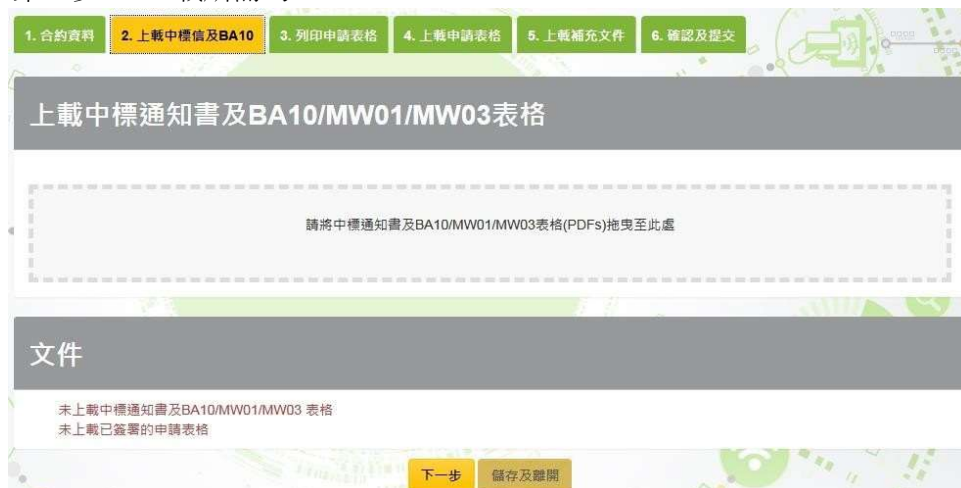 1. 合約資料 2. 上載中標信及BA10 3. 列印申請表格 4. 上載申請表格 5. 上載補充文件 6. 確認及提交
上載中標通知書及BA10/MW01/MW03表格
請將中標通知書及BA10/MW01/MW03表格(PDFs)拖曳至此處
文件
未上載中標通知書及BA10/MW01/MW03 表格
未上載已簽署的申請表格
下一步 儲存及離開